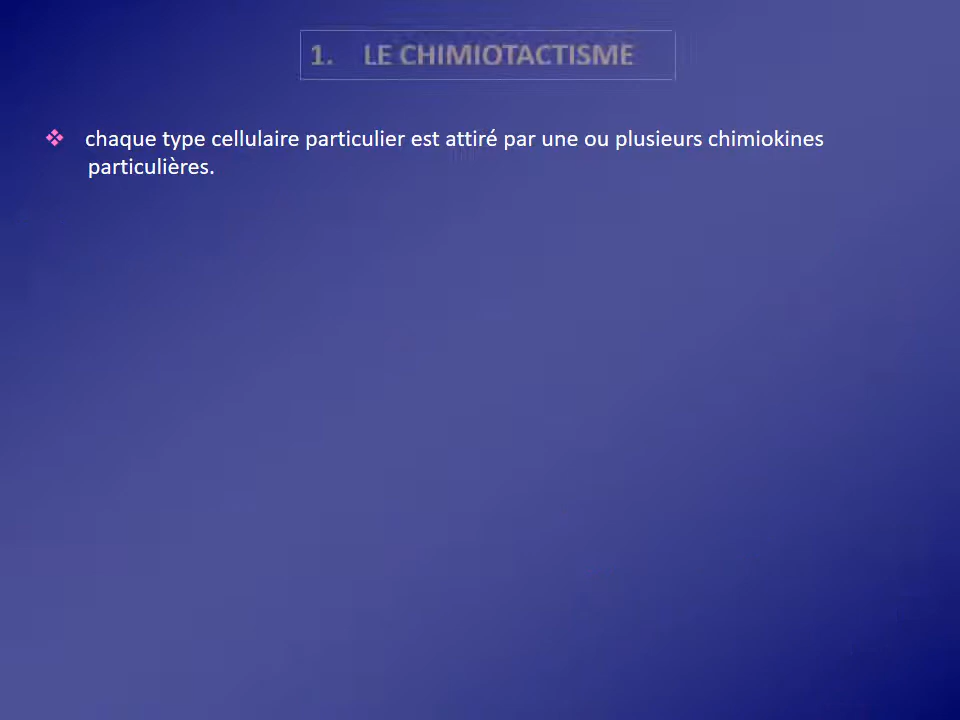 1. LE CHIMIOTACTISME
❖ chaque type cellulaire particulier est attiré par une ou plusieurs chimiokines
particulières.